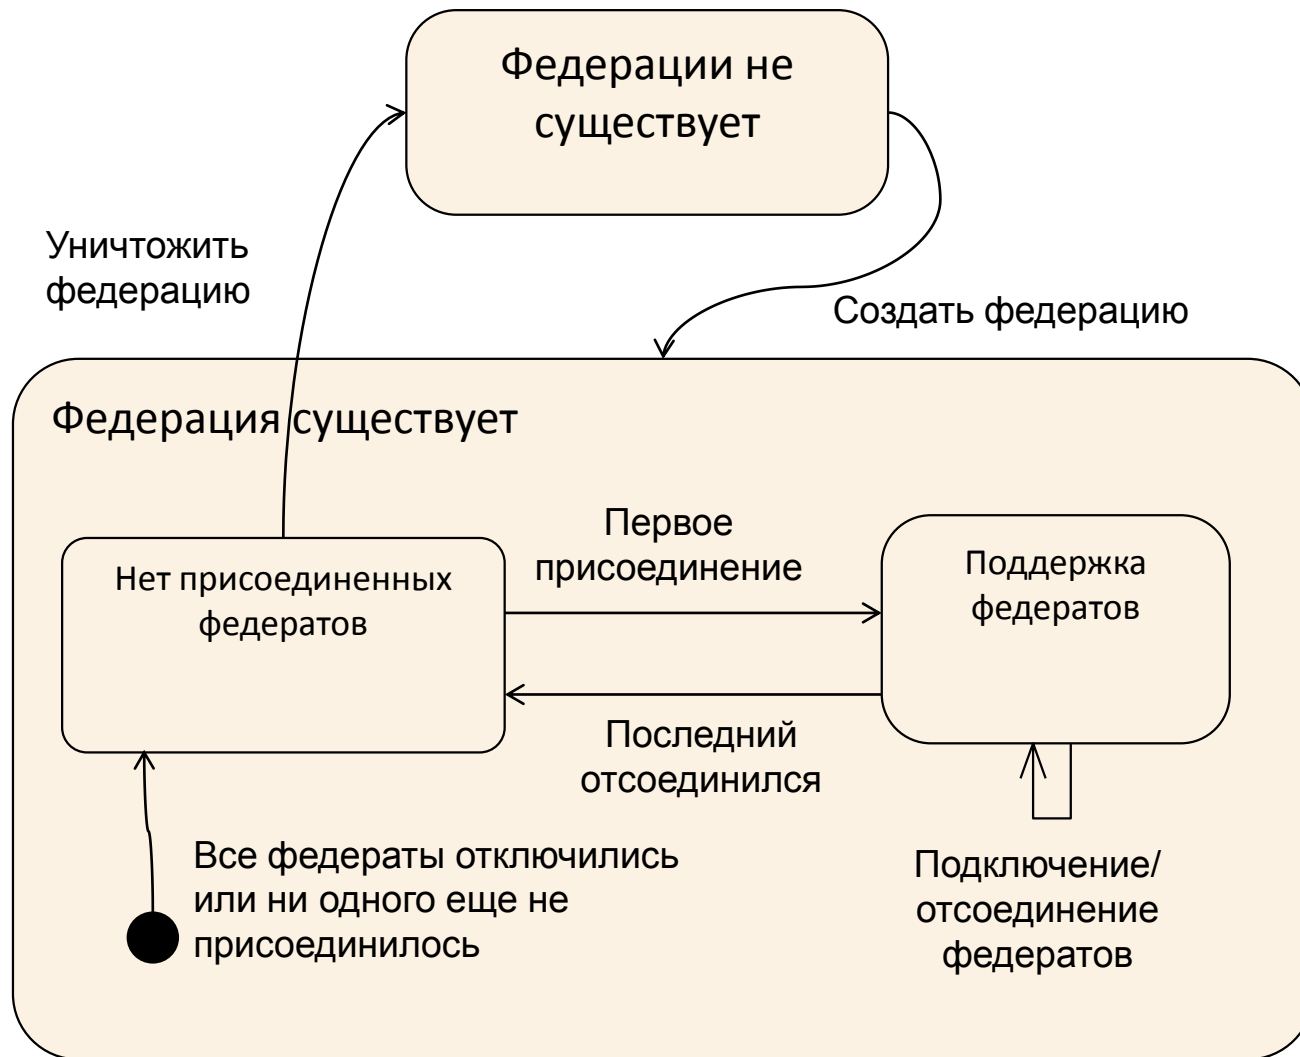 Федерации не
существует
Уничтожить
федерацию
Создать федерацию
Федерация существует
Первое
присоединение
Нет присоединенных
федератов
Поддержка
федератов
Последний
отсоединился
Все федераты отключились
или ни одного еще не
присоединилось
Подключение/
отсоединение
федератов